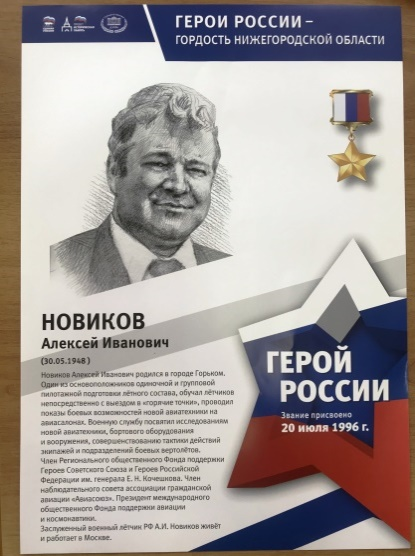 ГЕРОИ РОССИИ –
ГОРДОСТЬ НИЖЕГОРОДСКОЙ ОБЛАСТИ
НОВИКОВ
Алексей Иванович
(30.05.1948 )
Новиков Алексей Иванович родился в городе Горьком.
Один из основоположников одиночной и групповой
пилотажной подготовки лётного состава, обучал лётчиков
непосредственно с выездом в «горячие точки», проводил
показы боевых возможностей новой авиатехники на
авиасалонах. Военную службу посвятил исследованиям
новой авиатехники, бортового оборудования
и вооружения, совершенствованию тактики действий
экипажей и подразделений боевых вертолётов.
Член Регионального общественного Фонда поддержки
Героев Советского Союза и Героев Российской
Федерации им. генерала Е. Н. Кочешкова. Член
наблюдательного совета ассоциации гражданской
авиации «Авиасоюз». Президент международного
общественного Фонда поддержки авиации
и космонавтики.
Заслуженный военный лётчик РФ А.И. Новиков живёт
и работает в Москве.
ГЕРОЙ
РОССИИ
Звание присвоено
20 июля 1996 г.